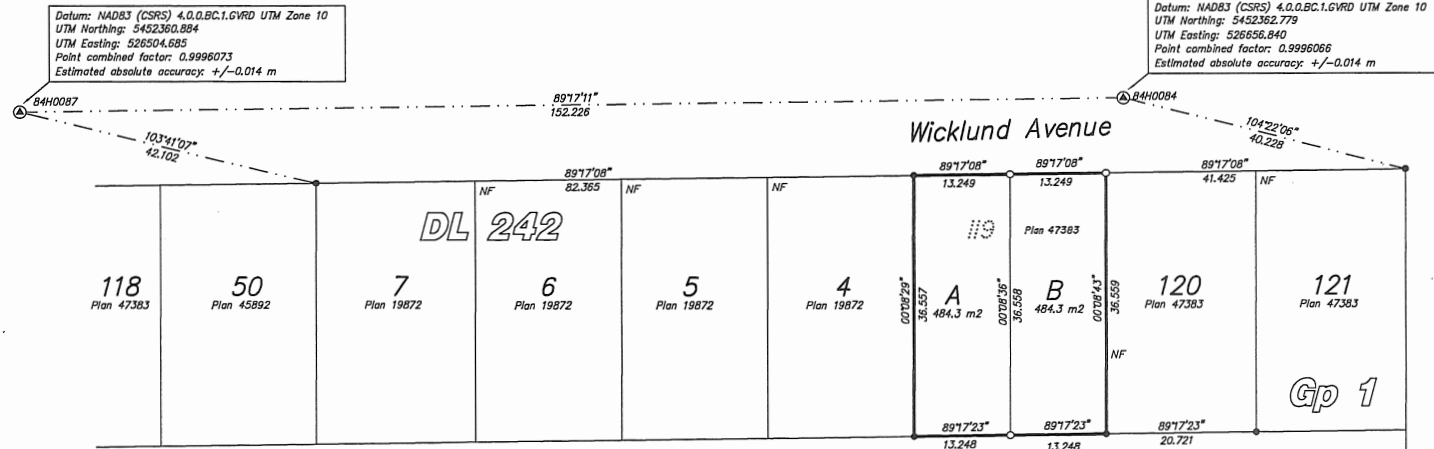 Datum: NAD83 (CSRS) 4.0.0.BC.1.GVRD UTM Zone 10
UTM Northing: 5452360.884
UTM Easting: 526504.685
Point combined factor: 0.9996073
Estimated absolute accuracy: +/-0.014 m
Datum: NAD83 (CSRS) 4.0.0.BC.1.GVRD UTM Zone 10
UTM Northing: 5452362.779
UTM Easting: 526656.840
Point combined factor: 0.9996066
Estimated absolute accuracy: +/-0.014 m
84H0087
89°17'11"
152.226
84H0084
103°41'07"
42.102
Wicklund Avenue
104°22'06"
40.228
89°17'08"
82.365
89°17'08"
13.249
89°17'08"
13.249
89°17'08"
41.425
NF
NF
NF
NF
DL 242
119
Plan 47383
118
Plan 47383
50
Plan 45892
7
Plan 19872
6
Plan 19872
5
Plan 19872
4
Plan 19872
00°08'29"
36.557
A
484.3 m2
00°08'36"
36.558
B
484.3 m2
00°08'43"
36.559
120
Plan 47383
121
Plan 47383
NF
Gp 1
89°17'23"
13.248
89°17'23"
13.248
89°17'23"
20.721